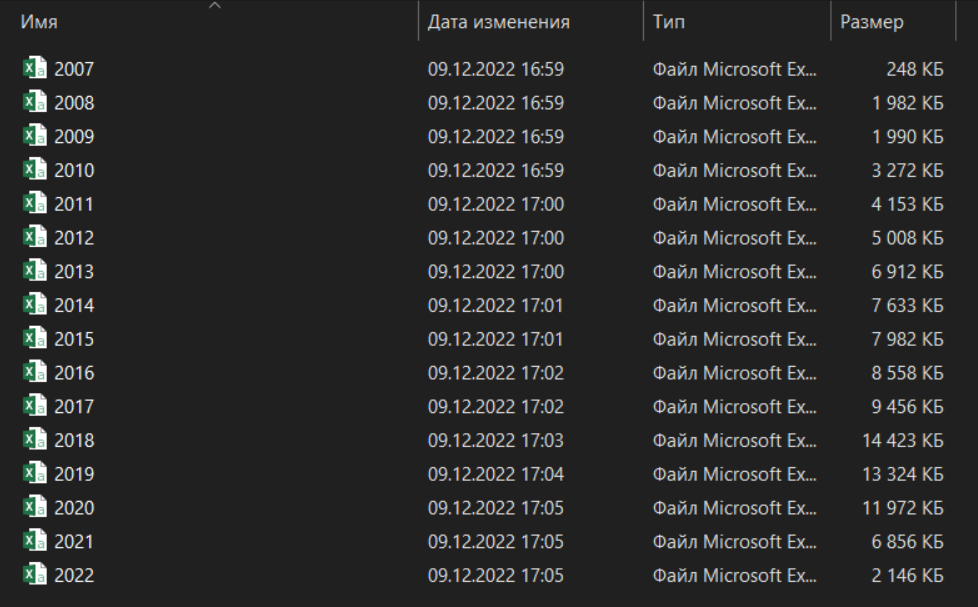 Имя Дата изменения Тип Размер
2007 09.12.2022 16:59 Файл Microsoft Ex... 248 КБ
2008 09.12.2022 16:59 Файл Microsoft Ex... 1 982 КБ
2009 09.12.2022 16:59 Файл Microsoft Ex... 1 990 КБ
2010 09.12.2022 16:59 Файл Microsoft Ex... 3 272 КБ
2011 09.12.2022 17:00 Файл Microsoft Ex... 4 153 КБ
2012 09.12.2022 17:00 Файл Microsoft Ex... 5 008 КБ
2013 09.12.2022 17:00 Файл Microsoft Ex... 6 912 КБ
2014 09.12.2022 17:01 Файл Microsoft Ex... 7 633 КБ
2015 09.12.2022 17:01 Файл Microsoft Ex... 7 982 КБ
2016 09.12.2022 17:02 Файл Microsoft Ex... 8 558 КБ
2017 09.12.2022 17:02 Файл Microsoft Ex... 9 456 КБ
2018 09.12.2022 17:03 Файл Microsoft Ex... 14 423 КБ
2019 09.12.2022 17:04 Файл Microsoft Ex... 13 324 КБ
2020 09.12.2022 17:05 Файл Microsoft Ex... 11 972 КБ
2021 09.12.2022 17:05 Файл Microsoft Ex... 6 856 КБ
2022 09.12.2022 17:05 Файл Microsoft Ex... 2 146 КБ